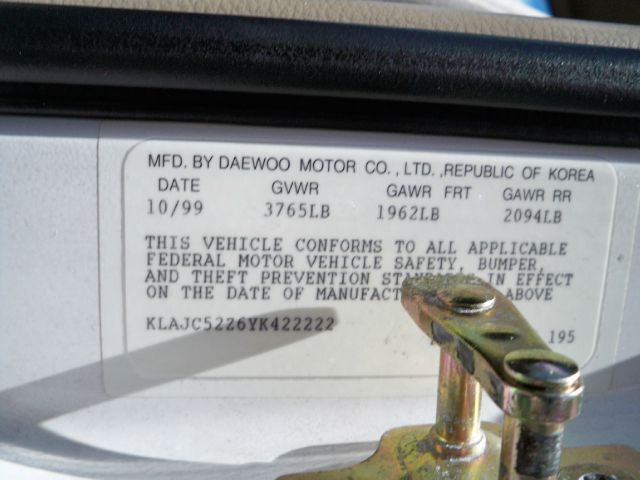 MFD. BY DAEWOO MOTOR CO., LTD. ,REPUBLIC OF KOREA
DATE GVWR GAWR FRT GAWR RR
10/99 3765LB 1962LB 2094LB
THIS VEHICLE CONFORMS TO ALL APPLICABLE
FEDERAL MOTOR VEHICLE SAFETY, BUMPER,
AND THEFT PREVENTION IN EFFECT
ON THE DATE OF ABOVE
KLAJC52Z6YK422222 195